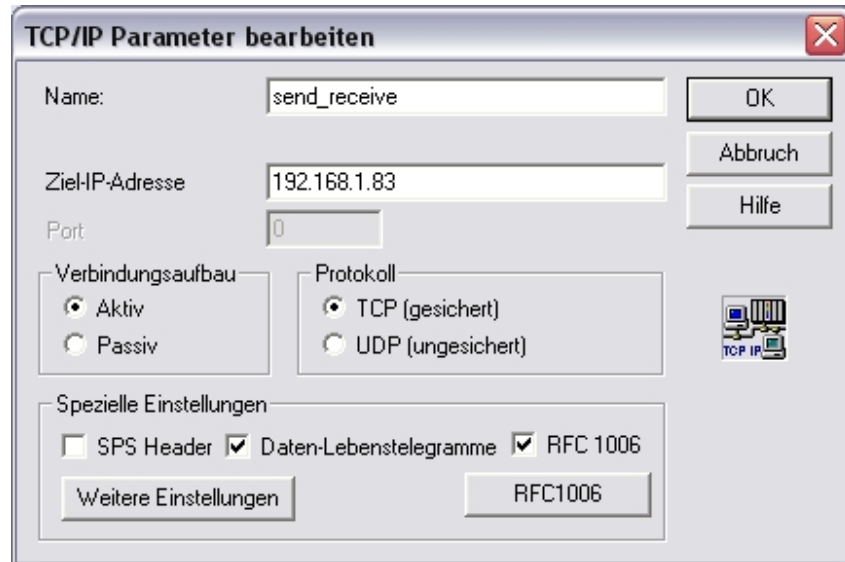 TCP/IP Parameter bearbeiten
Name:
send_receive
OK
Abbruch
Ziel-IP-Adresse
192.168.1.83
Hilfe
Port
0
Verbindungsaufbau
Protokoll
Aktiv
TCP (gesichert)
Passiv
UDP (ungesichert)
TCP IP
Spezielle Einstellungen
SPS Header
Daten-Lebenstelegramme
RFC 1006
Weitere Einstellungen
RFC1006